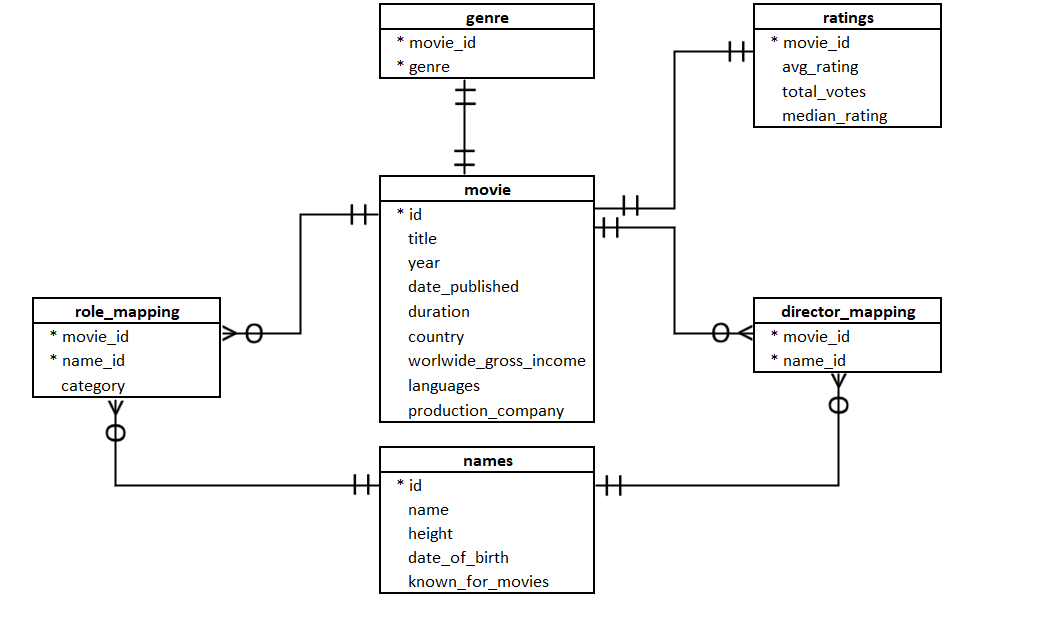 genre
* movie_id
* genre
ratings
* movie_id
avg_rating
total_votes
median_rating
movie
* id
title
year
date_published
duration
country
worlwide_gross_income
languages
production_company
role_mapping
* movie_id
* name_id
category
director_mapping
* movie_id
* name_id
names
* id
name
height
date_of_birth
known_for_movies